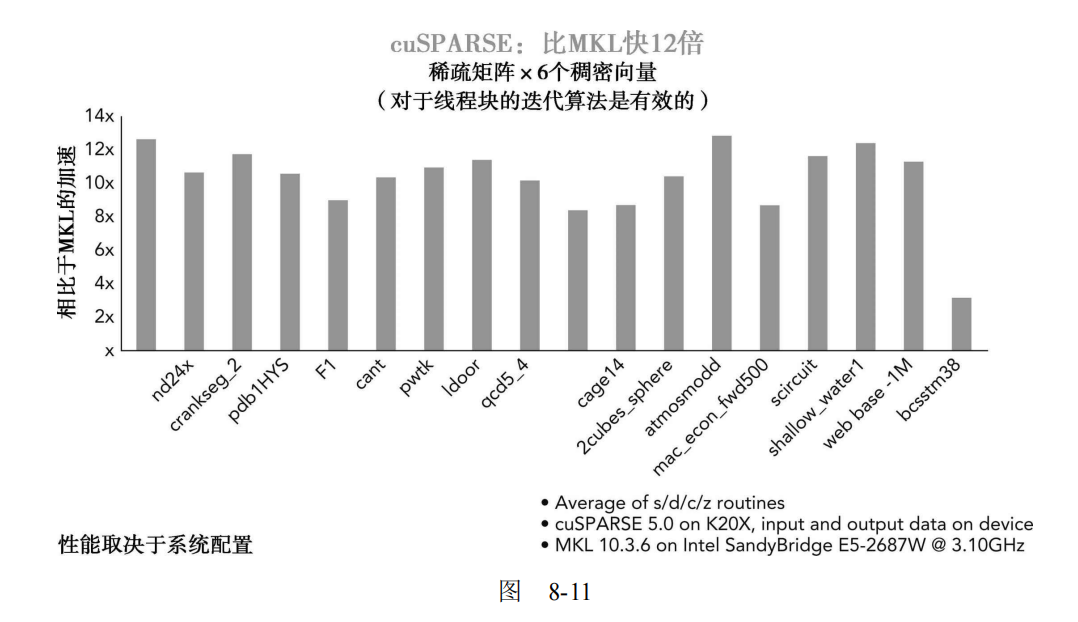 cuSPARSE：比MKL快12倍
稀疏矩阵×6个稠密向量
（对于线程块的迭代算法是有效的）
相比于MKL的加速
14x
12x
10x
8x
6x
4x
2x
x
nd24x
crankseg_2
pdb1HYS
F1
cant
pwtk
ldoor
qcd5_4
cage14
2cubes_sphere
atmosmodd
mac_econ_fwd500
scircuit
shallow_water1
web base -1M
bcsstm38
• Average of s/d/c/z routines
• cuSPARSE 5.0 on K20X, input and output data on device
• MKL 10.3.6 on Intel SandyBridge E5-2687W @ 3.10GHz
性能取决于系统配置
图 8-11